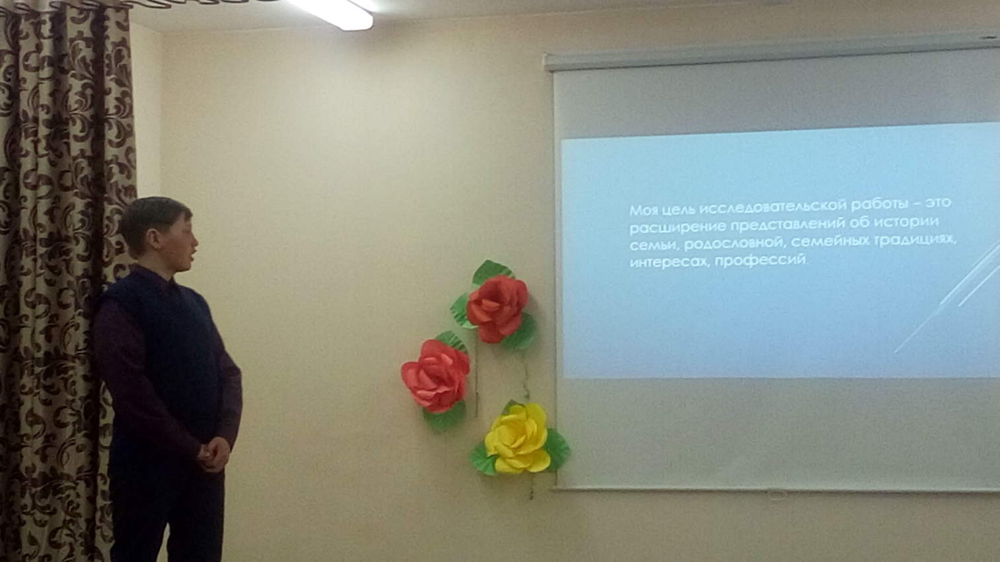 Моя цель исследовательской работы – это
расширение представлений об истории
семьи, родословной, семейных традициях,
интересах, профессий